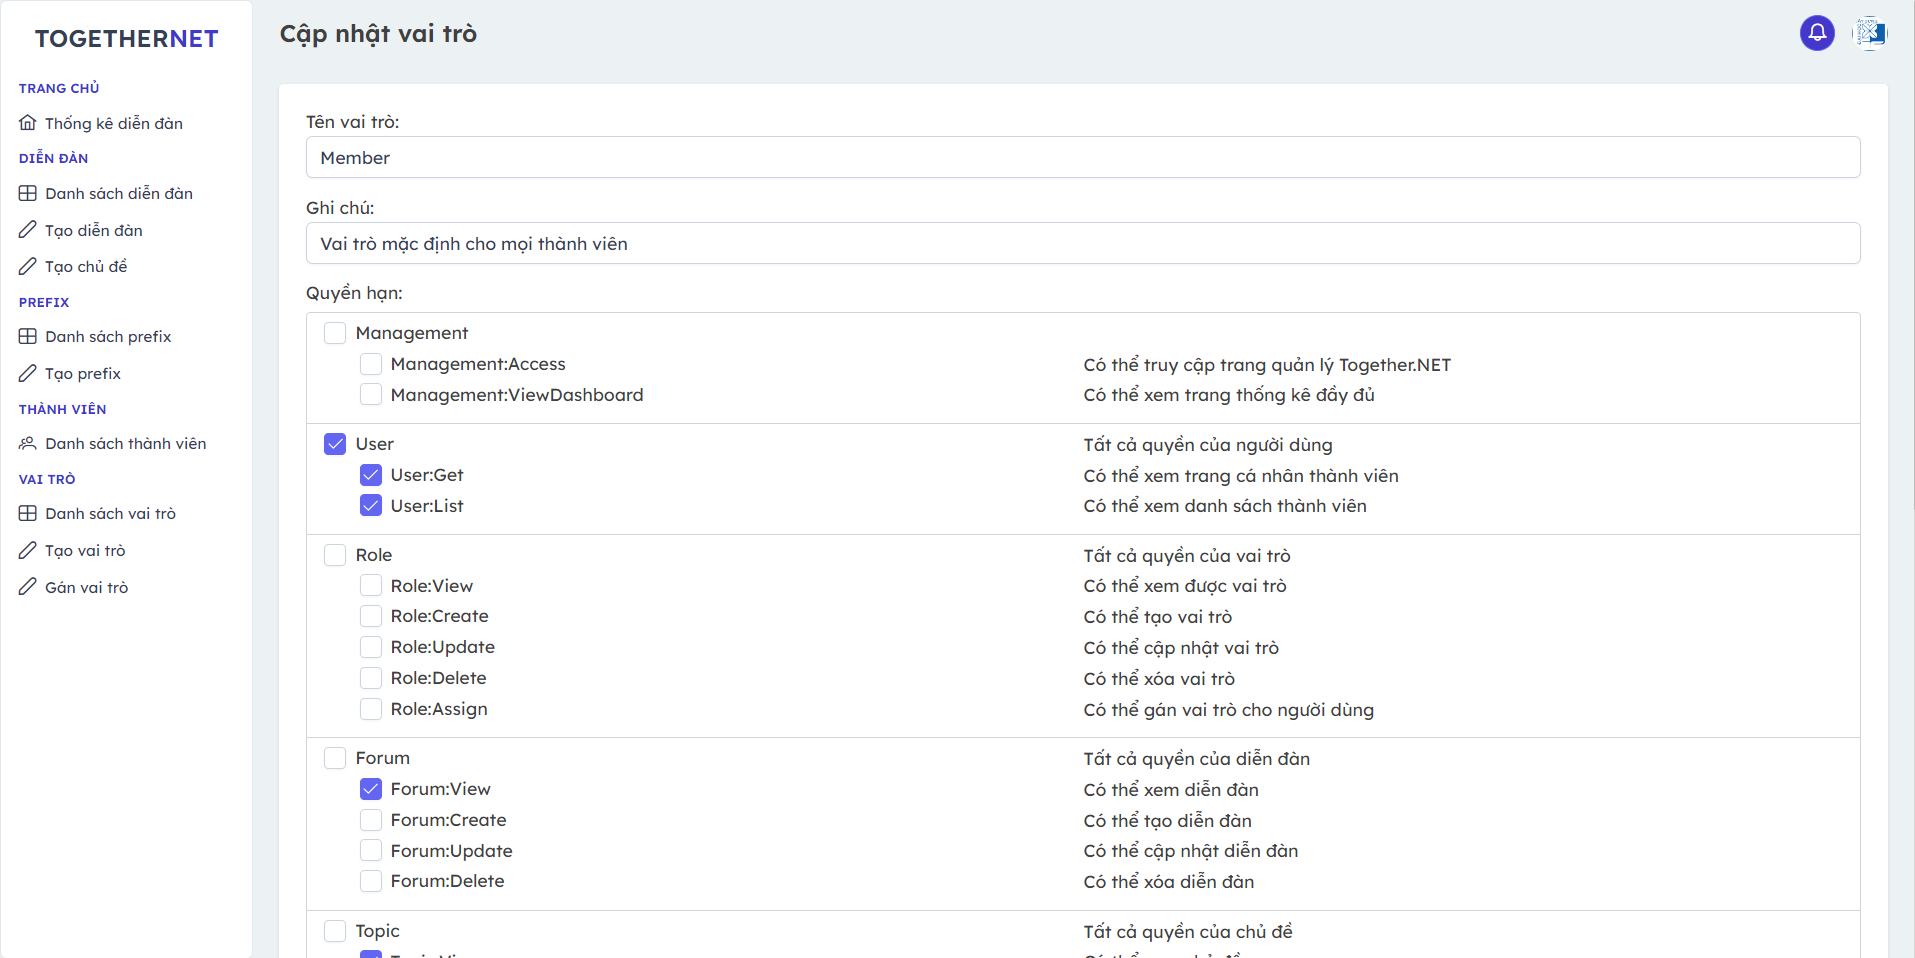 TOGETHERNET
TRANG CHỦ
Thống kê diễn đàn
DIỄN ĐÀN
Danh sách diễn đàn
Tạo diễn đàn
Tạo chủ đề
PREFIX
Danh sách prefix
Tạo prefix
THÀNH VIÊN
Danh sách thành viên
VAI TRÒ
Danh sách vai trò
Tạo vai trò
Gán vai trò
Cập nhật vai trò
Tên vai trò:
Member
Ghi chú:
Vai trò mặc định cho mọi thành viên
Quyền hạn:
Management
Management:Access Có thể truy cập trang quản lý Together.NET
Management:ViewDashboard Có thể xem trang thống kê đầy đủ
User Tất cả quyền của người dùng
User:Get Có thể xem trang cá nhân thành viên
User:List Có thể xem danh sách thành viên
Role Tất cả quyền của vai trò
Role:View Có thể xem được vai trò
Role:Create Có thể tạo vai trò
Role:Update Có thể cập nhật vai trò
Role:Delete Có thể xóa vai trò
Role:Assign Có thể gán vai trò cho người dùng
Forum Tất cả quyền của diễn đàn
Forum:View Có thể xem diễn đàn
Forum:Create Có thể tạo diễn đàn
Forum:Update Có thể cập nhật diễn đàn
Forum:Delete Có thể xóa diễn đàn
Topic Tất cả quyền của chủ đề